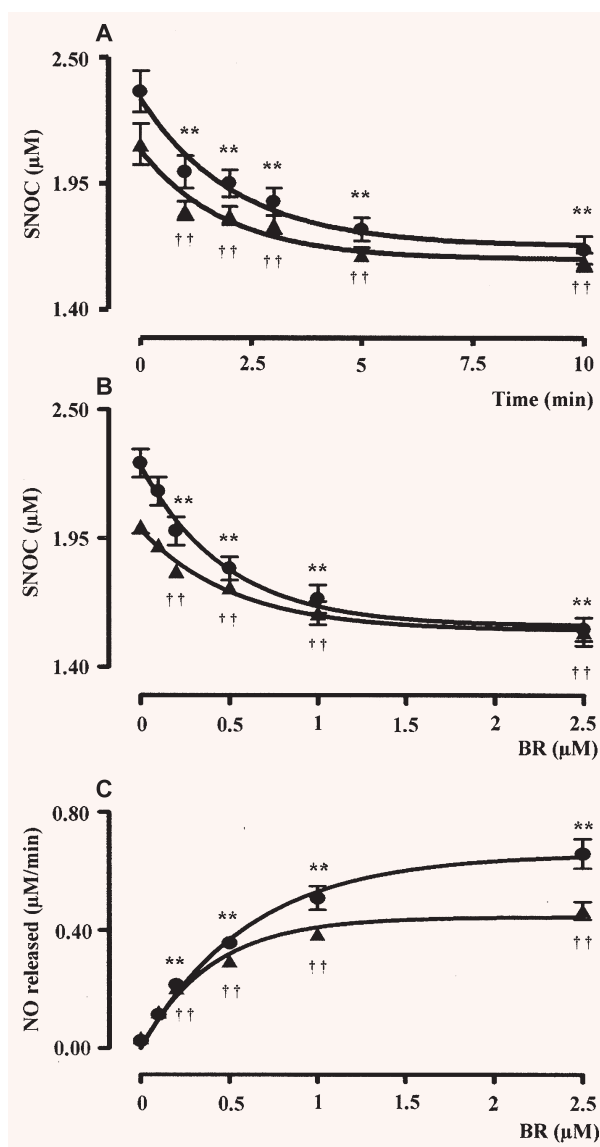 A
2.50
**
**
**
**
**
1.95
SNOC (µM)
††
††
††
††
††
1.40
0 2.5 5 7.5 10
Time (min)
B
2.50
**
**
**
**
1.95
SNOC (µM)
††
††
††
††
1.40
0 0.5 1 1.5 2 2.5
BR (µM)
C
0.80
**
**
**
**
0.40
NO released (µM/min)
††
††
††
††
0.00
0 0.5 1 1.5 2 2.5
BR (µM)